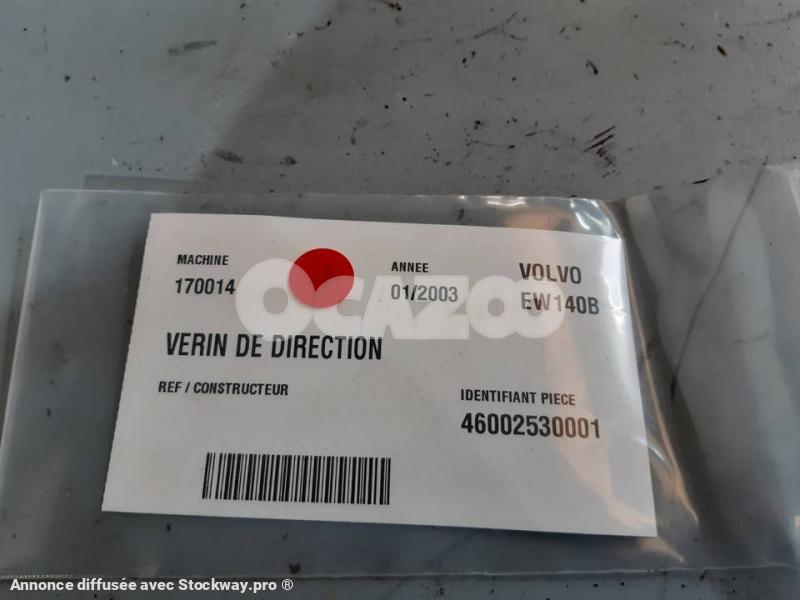 MACHINE
170014
ANNEE
01/2003
VOLVO
EW140B
OCAZOO
VERIN DE DIRECTION
REF / CONSTRUCTEUR
IDENTIFIANT PIECE
46002530001
Annonce diffusée avec Stockway.pro ®